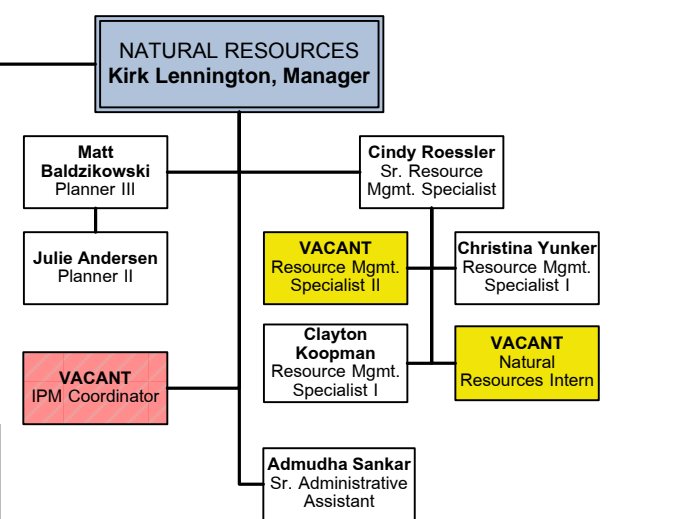 NATURAL RESOURCES
Kirk Lennington, Manager
Matt
Baldzikowski
Planner III
Cindy Roessler
Sr. Resource
Mgmt. Specialist
Julie Andersen
Planner II
VACANT
Resource Mgmt.
Specialist II
Christina Yunker
Resource Mgmt.
Specialist I
Clayton
Koopman
Resource Mgmt.
Specialist I
VACANT
Natural
Resources Intern
VACANT
IPM Coordinator
Admudha Sankar
Sr. Administrative
Assistant